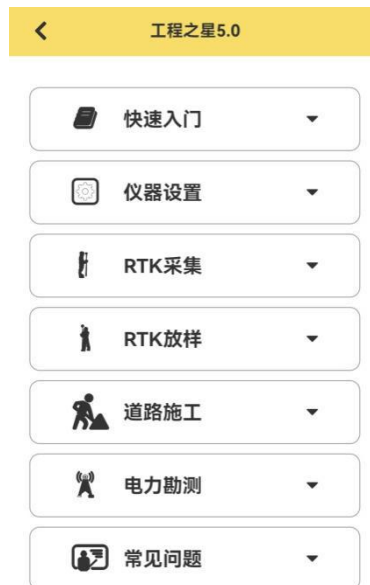 工程之星5.0
快速入门
仪器设置
RTK采集
RTK放样
道路施工
电力勘测
常见问题